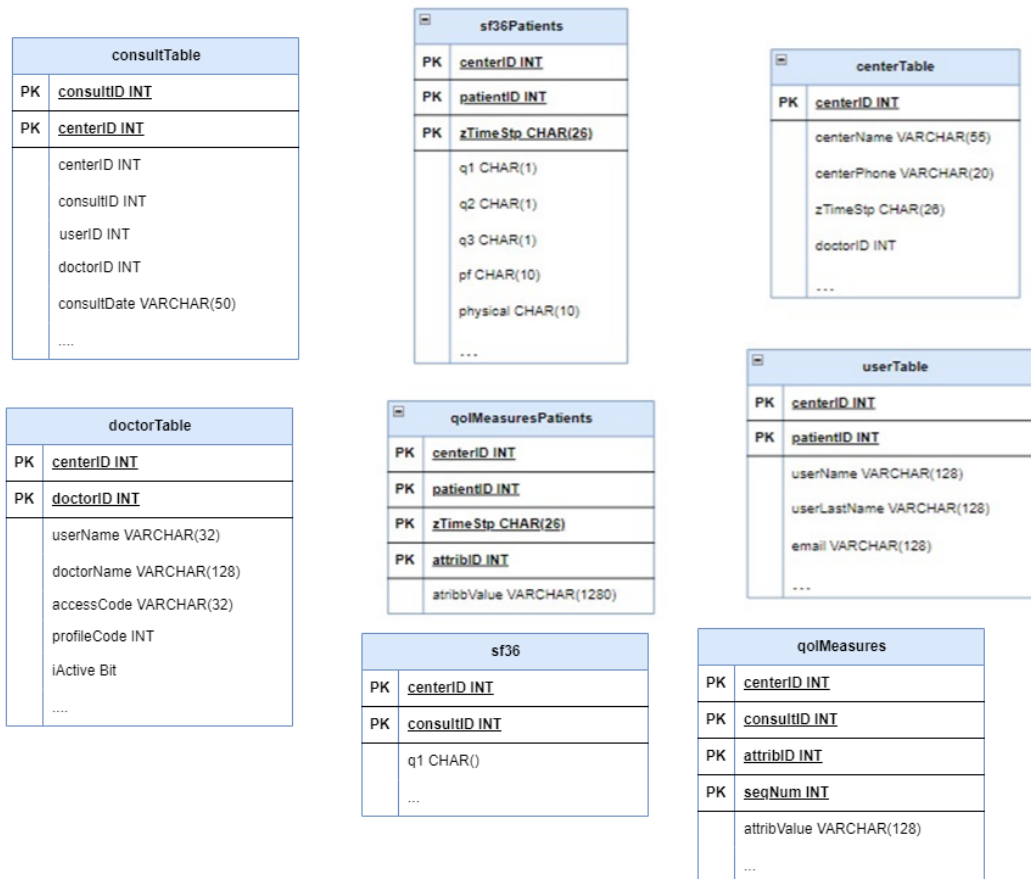 consultTable
PK consultID INT
PK centerID INT
centerID INT
consultID INT
userID INT
doctorID INT
consultDate VARCHAR(50)
....
sf36Patients
PK centerID INT
PK patientID INT
PK zTimeStp CHAR(26)
q1 CHAR(1)
q2 CHAR(1)
q3 CHAR(1)
pf CHAR(10)
physical CHAR(10)
...
centerTable
PK centerID INT
centerName VARCHAR(55)
centerPhone VARCHAR(20)
zTimeStp CHAR(26)
doctorID INT
...
doctorTable
PK centerID INT
PK doctorID INT
userName VARCHAR(32)
doctorName VARCHAR(128)
accessCode VARCHAR(32)
profileCode INT
iActive Bit
....
qolMeasuresPatients
PK centerID INT
PK patientID INT
PK zTimeStp CHAR(26)
PK attribID INT
atribbValue VARCHAR(1280)
userTable
PK centerID INT
PK patientID INT
userName VARCHAR(128)
userLastName VARCHAR(128)
email VARCHAR(128)
...
sf36
PK centerID INT
PK consultID INT
q1 CHAR()
...
qolMeasures
PK centerID INT
PK consultID INT
PK attribID INT
PK seqNum INT
attribValue VARCHAR(128)
...